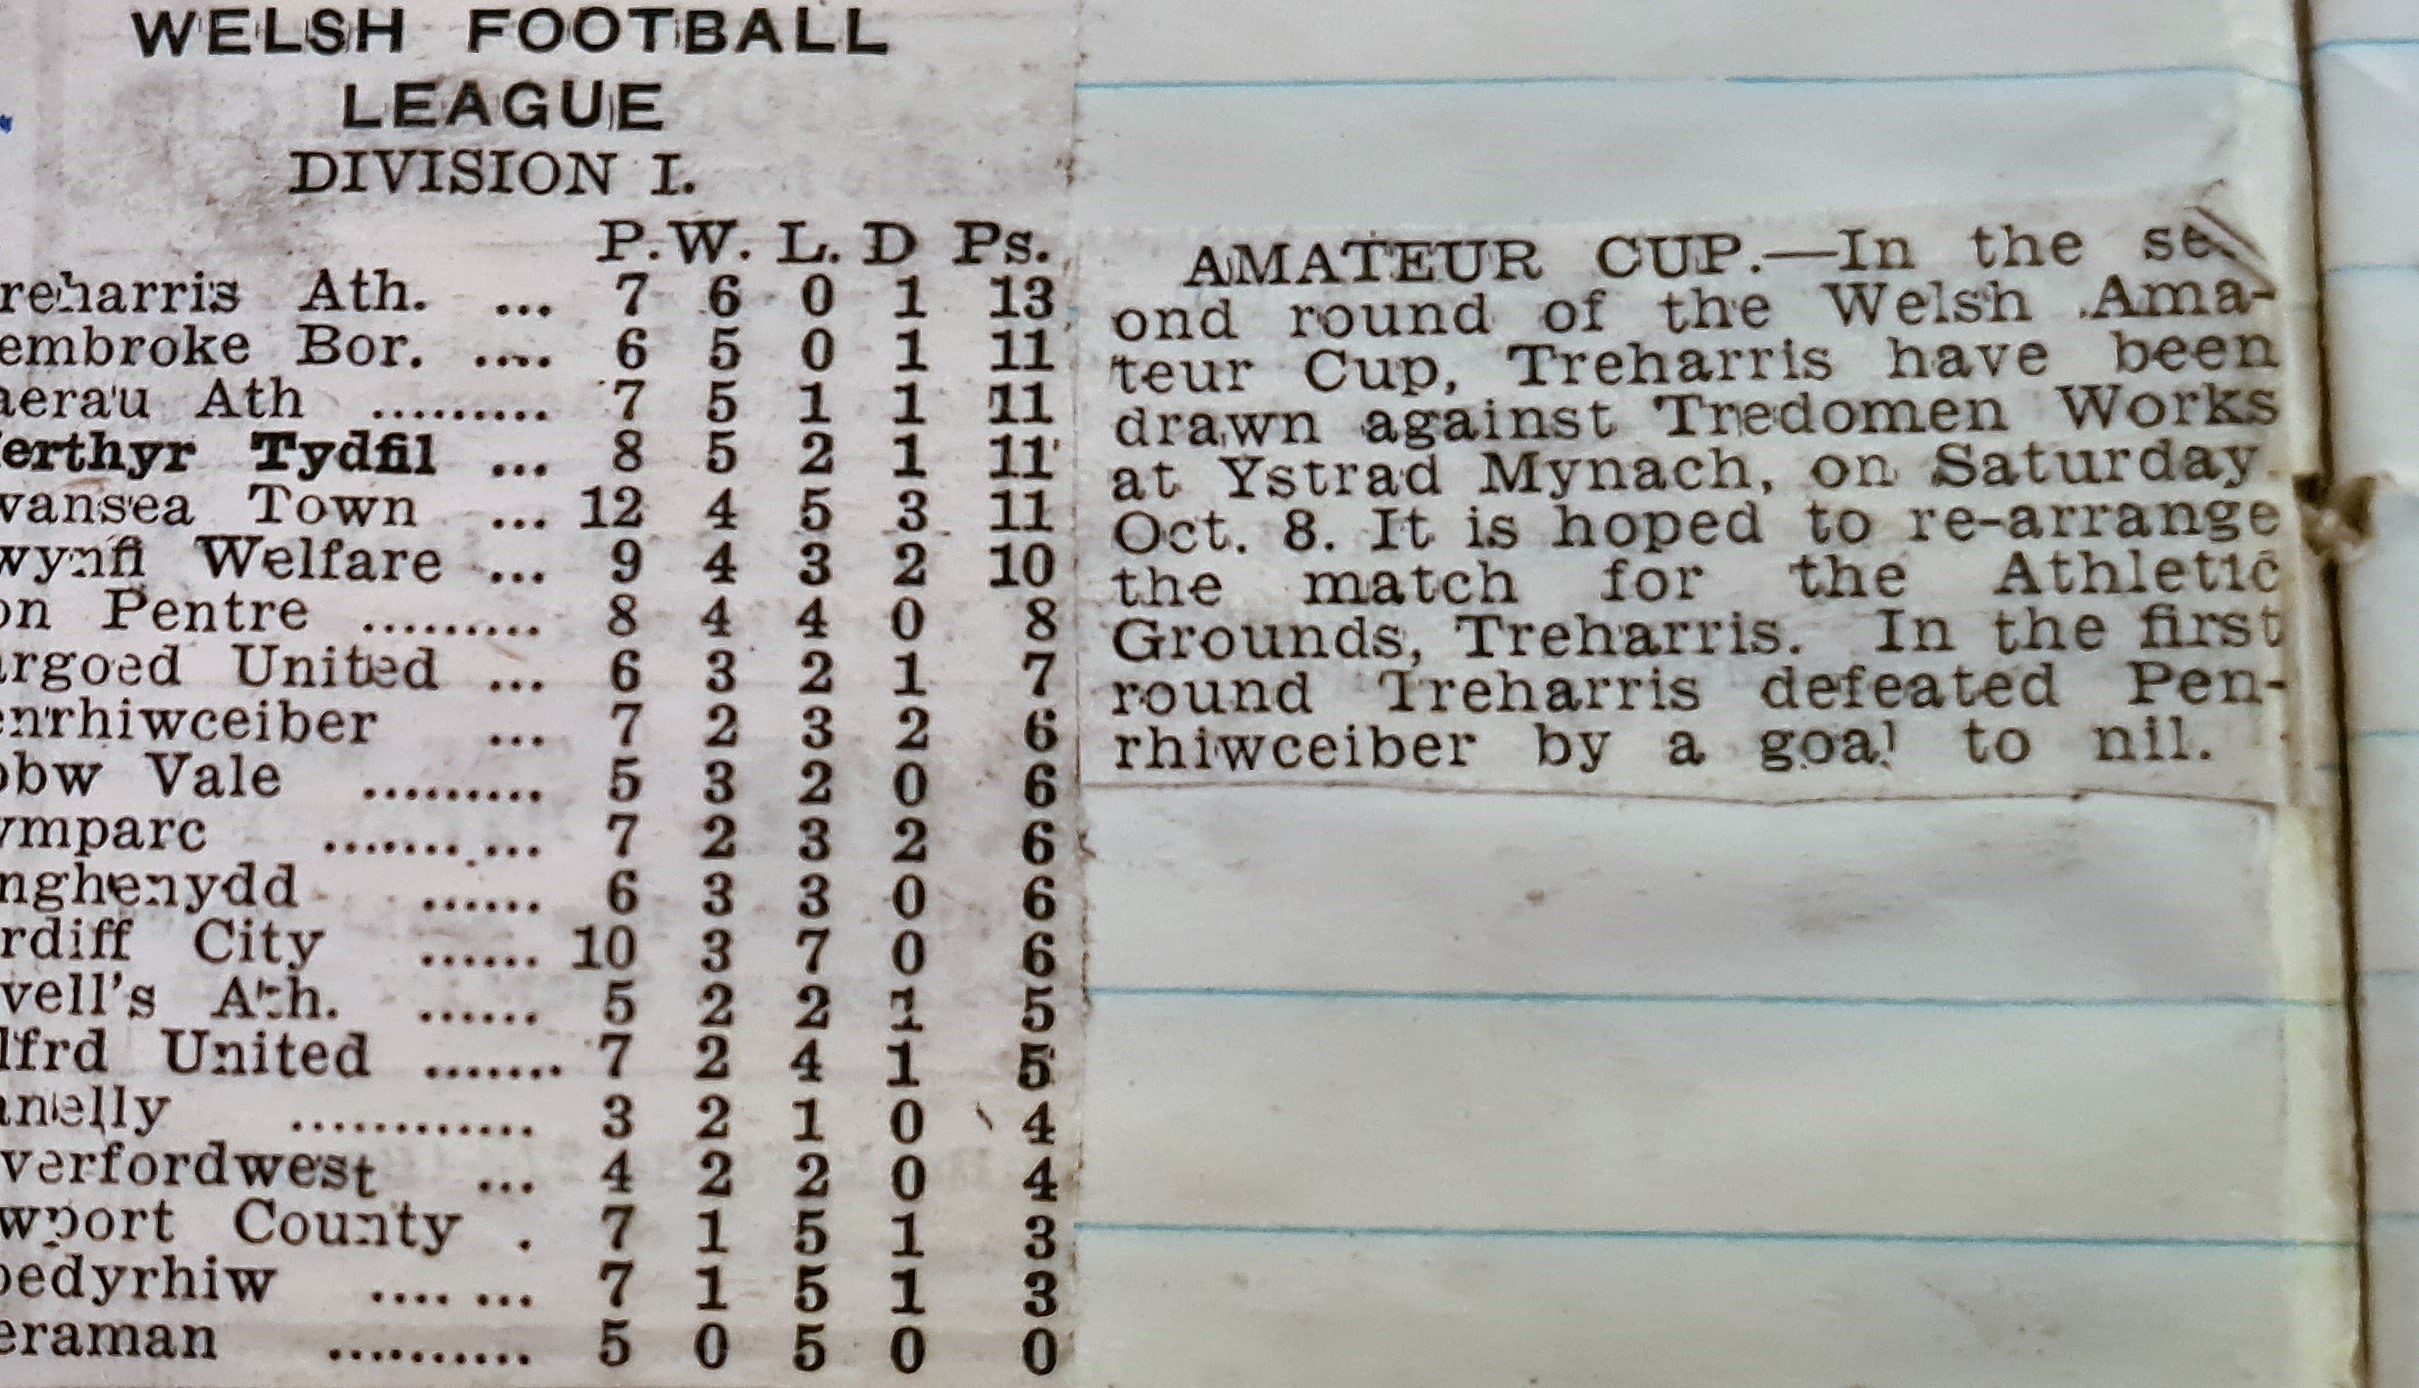 WELSH FOOTBALL
LEAGUE
DIVISION I.
P. W. L. D Ps.
reharris Ath. ... 7 6 0 1 13
embroke Bor. .... 6 5 0 1 11
aerau Ath ......... 7 5 1 1 11
erthyr Tydfil ... 8 5 2 1 11
wansea Town ... 12 4 5 3 11
wynfi Welfare ... 9 4 3 2 10
on Pentre ......... 8 4 4 0 8
argoed United ... 6 3 2 1 7
enrhiwceiber ... 7 2 3 2 6
bbw Vale ......... 5 3 2 0 6
ymparc .......... 7 2 3 2 6
nghenydd ...... 6 3 3 0 6
rdiff City ...... 10 3 7 0 6
vell's Ath. ...... 5 2 2 1 5
lfrd United ....... 7 2 4 1 5
anelly ............. 3 2 1 0 4
verfordwest ... 4 2 2 0 4
wport County . 7 1 5 1 3
oedyrhiw .... ... 7 1 5 1 3
eraman .......... 5 0 5 0 0
AMATEUR CUP.—In the sec-
ond round of the Welsh Ama-
teur Cup, Treharris have been
drawn against Tredomen Works
at Ystrad Mynach, on Saturday
Oct. 8. It is hoped to re-arrange
the match for the Athletic
Grounds, Treharris. In the first
round Treharris defeated Pen-
rhiwceiber by a goal to nil.